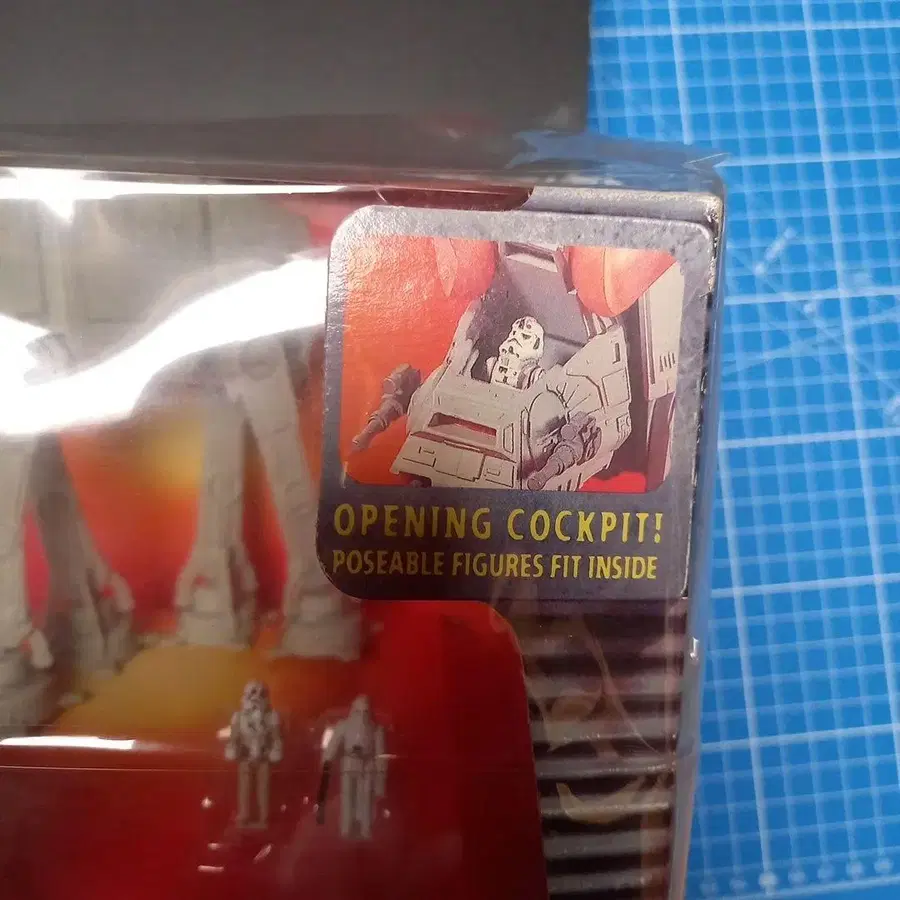 OPENING COCKPIT!
POSEABLE FIGURES FIT INSIDE